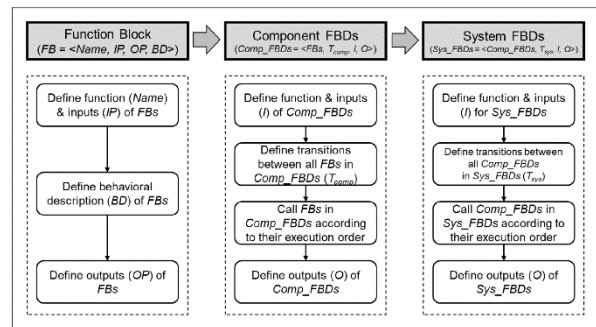 Function Block
(FB = <Name, IP, OP, BD>)
Component FBDs
(Comp_FBDs = <FBs, Tcomp, I, O>)
System FBDs
(Sys_FBDs = <Comp_FBDs, Tsys, I, O>)
Define function (Name)
& inputs (IP) of FBs
Define behavioral
description (BD) of FBs
Define outputs (OP) of
FBs
Define function & inputs
(I) of Comp_FBDs
Define transitions
between all FBs in
Comp_FBDs (Tcomp)
Call FBs in
Comp_FBDs according
to their execution order
Define outputs (O) of
Comp_FBDs
Define function & inputs
(I) for Sys_FBDs
Define transitions between
all Comp_FBDs
in Sys_FBDs (Tsys)
Call Comp_FBDs in
Sys_FBDs according to
their execution order
Define outputs (O) of
Sys_FBDs